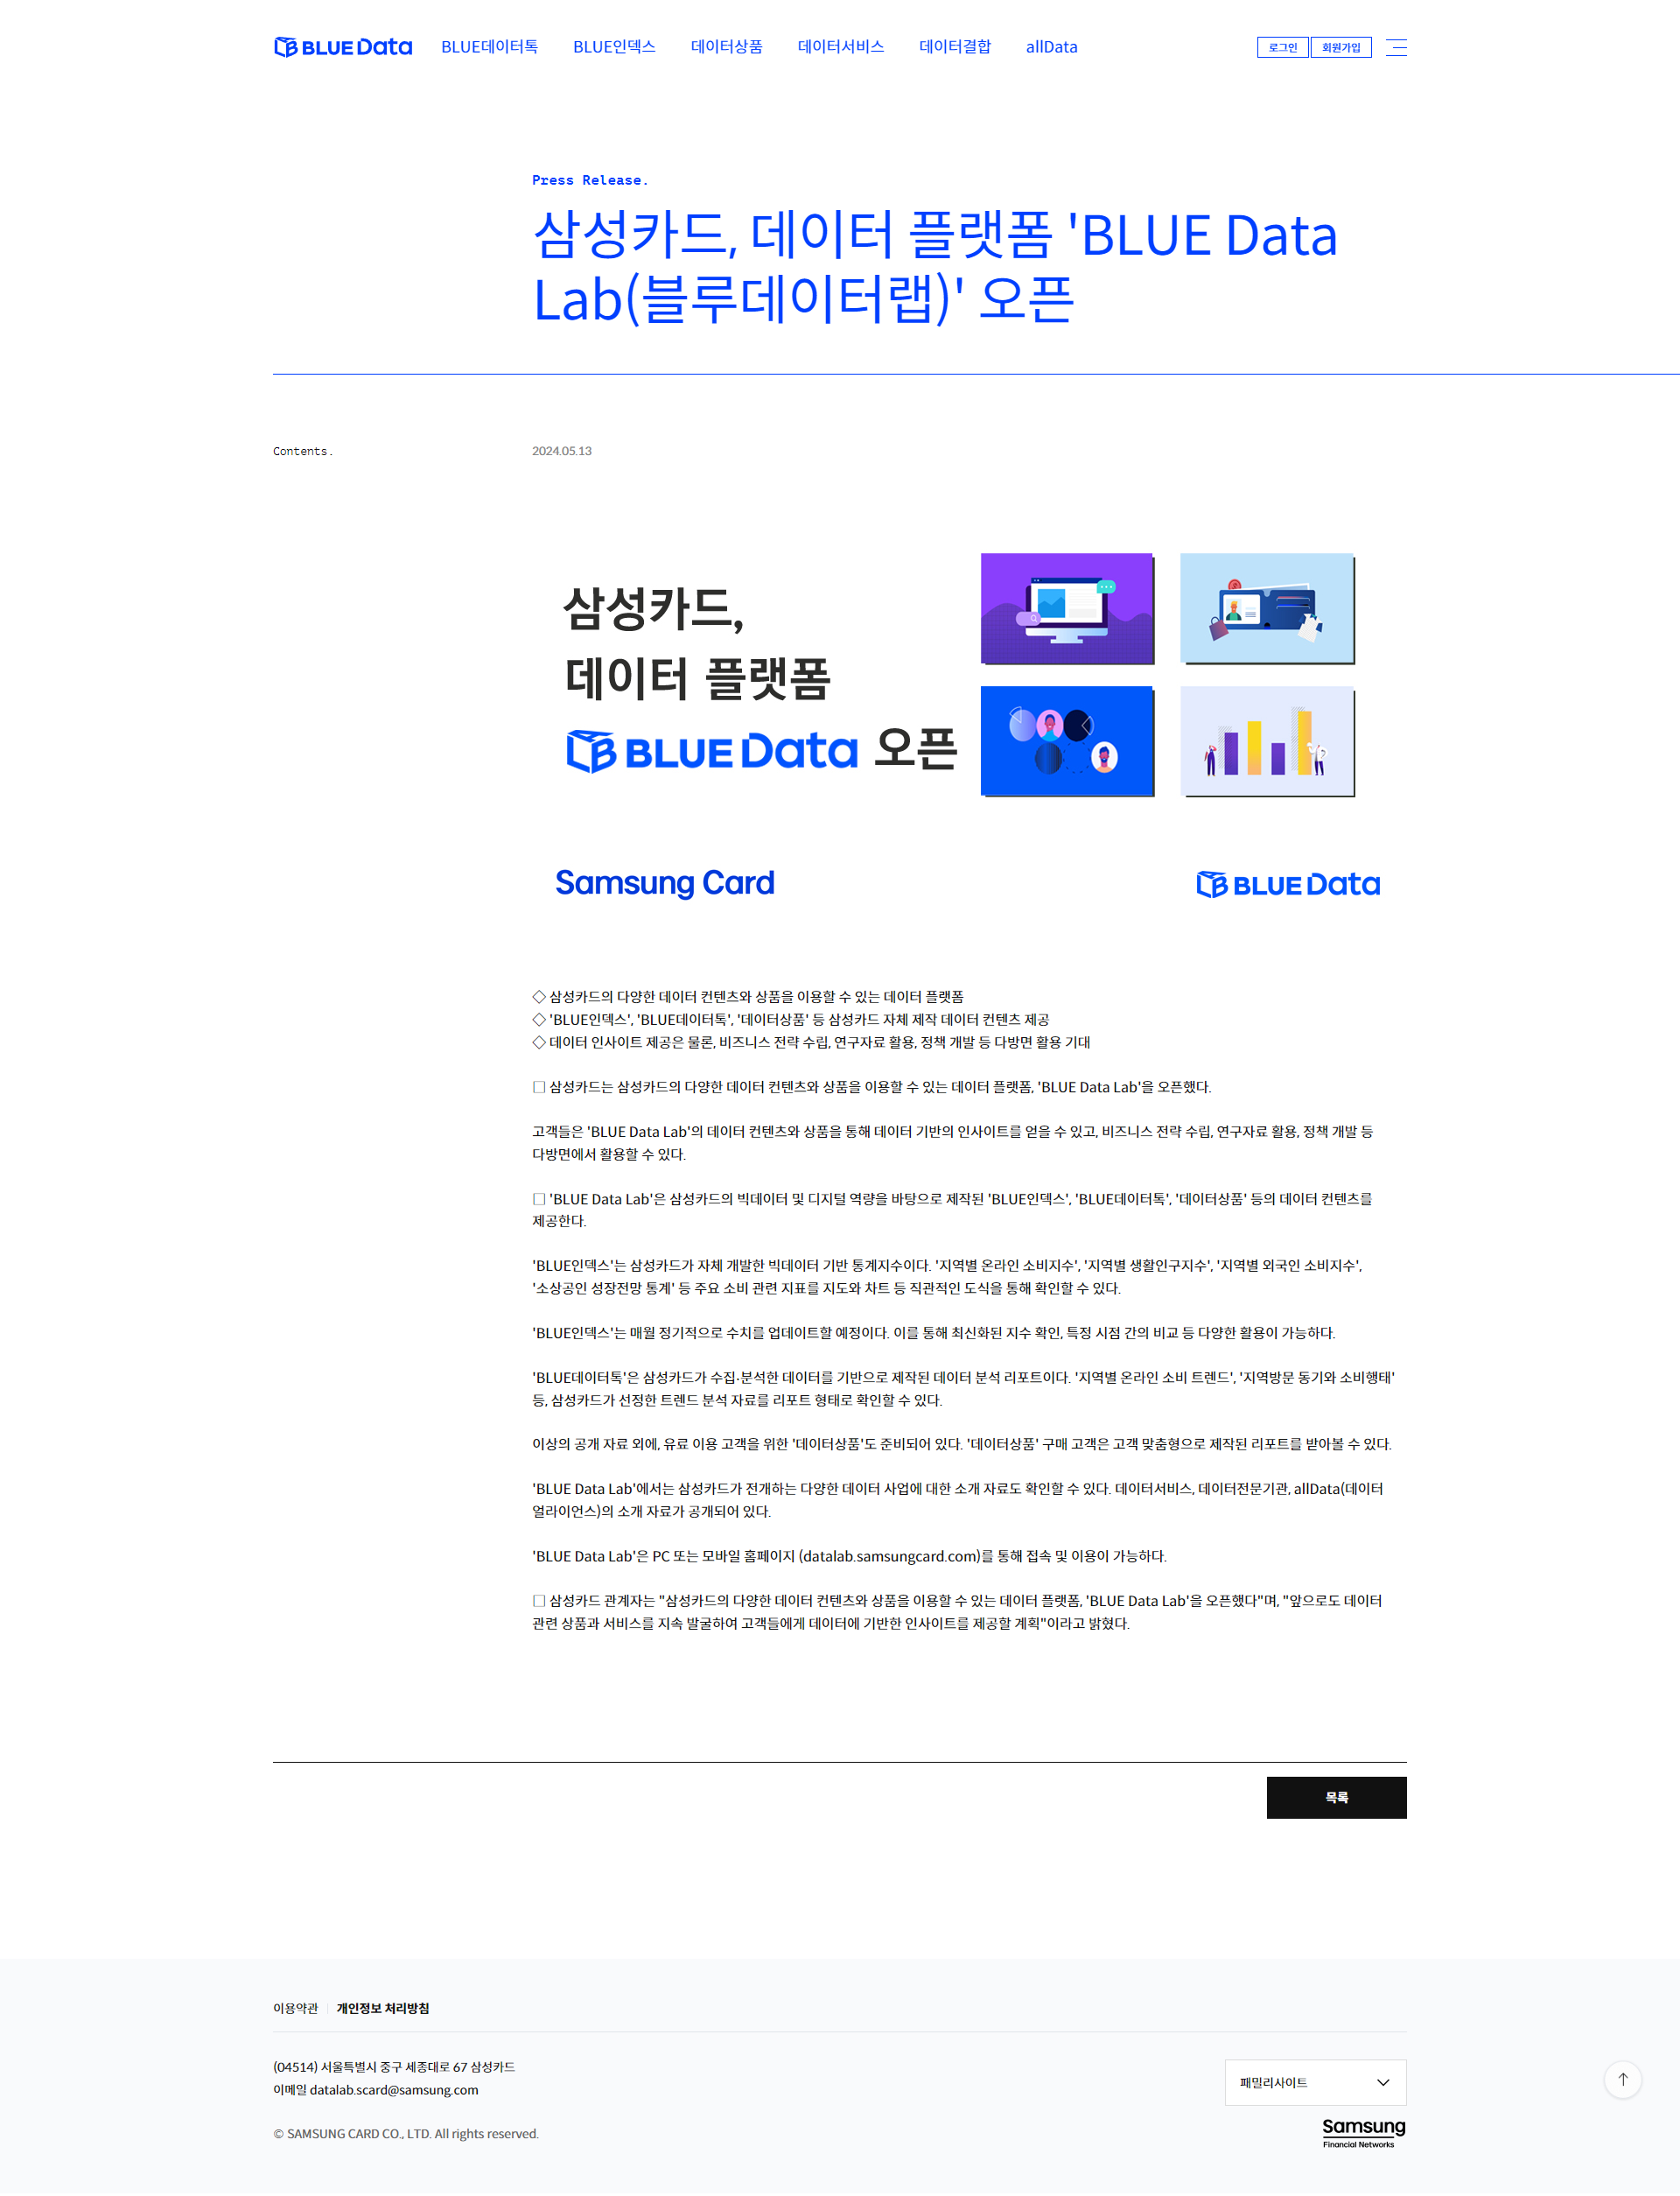 BLUE Data
BLUE데이터톡
BLUE인덱스
데이터상품
데이터서비스
데이터결합
allData
로그인
회원가입
Press Release.
삼성카드, 데이터 플랫폼 'BLUE Data
Lab(블루데이터랩)' 오픈
Contents.
2024.05.13
삼성카드,
데이터 플랫폼
BLUE Data 오픈
Samsung Card
BLUE Data
◇ 삼성카드의 다양한 데이터 컨텐츠와 상품을 이용할 수 있는 데이터 플랫폼
◇ 'BLUE인덱스', 'BLUE데이터톡', '데이터상품' 등 삼성카드 자체 제작 데이터 컨텐츠 제공
◇ 데이터 인사이트 제공은 물론, 비즈니스 전략 수립, 연구자료 활용, 정책 개발 등 다방면 활용 기대
□ 삼성카드는 삼성카드의 다양한 데이터 컨텐츠와 상품을 이용할 수 있는 데이터 플랫폼, 'BLUE Data Lab'을 오픈했다.
고객들은 'BLUE Data Lab'의 데이터 컨텐츠와 상품을 통해 데이터 기반의 인사이트를 얻을 수 있고, 비즈니스 전략 수립, 연구자료 활용, 정책 개발 등
다방면에서 활용할 수 있다.
□ 'BLUE Data Lab'은 삼성카드의 빅데이터 및 디지털 역량을 바탕으로 제작된 'BLUE인덱스', 'BLUE데이터톡', '데이터상품' 등의 데이터 컨텐츠를
제공한다.
'BLUE인덱스'는 삼성카드가 자체 개발한 빅데이터 기반 통계지수이다. '지역별 온라인 소비지수', '지역별 생활인구지수', '지역별 외국인 소비지수',
'소상공인 성장전망 통계' 등 주요 소비 관련 지표를 지도와 차트 등 직관적인 도식을 통해 확인할 수 있다.
'BLUE인덱스'는 매월 정기적으로 수치를 업데이트할 예정이다. 이를 통해 최신화된 지수 확인, 특정 시점 간의 비교 등 다양한 활용이 가능하다.
'BLUE데이터톡'은 삼성카드가 수집·분석한 데이터를 기반으로 제작된 데이터 분석 리포트이다. '지역별 온라인 소비 트렌드', '지역방문 동기와 소비행태'
등, 삼성카드가 선정한 트렌드 분석 자료를 리포트 형태로 확인할 수 있다.
이상의 공개 자료 외에, 유료 이용 고객을 위한 '데이터상품'도 준비되어 있다. '데이터상품' 구매 고객은 고객 맞춤형으로 제작된 리포트를 받아볼 수 있다.
'BLUE Data Lab'에서는 삼성카드가 전개하는 다양한 데이터 사업에 대한 소개 자료도 확인할 수 있다. 데이터서비스, 데이터전문기관, allData(데이터
얼라이언스)의 소개 자료가 공개되어 있다.
'BLUE Data Lab'은 PC 또는 모바일 홈페이지 (datalab.samsungcard.com)를 통해 접속 및 이용이 가능하다.
□ 삼성카드 관계자는 "삼성카드의 다양한 데이터 컨텐츠와 상품을 이용할 수 있는 데이터 플랫폼, 'BLUE Data Lab'을 오픈했다"며, "앞으로도 데이터
관련 상품과 서비스를 지속 발굴하여 고객들에게 데이터에 기반한 인사이트를 제공할 계획"이라고 밝혔다.
목록
이용약관
개인정보 처리방침
(04514) 서울특별시 중구 세종대로 67 삼성카드
이메일 datalab.scard@samsung.com
패밀리사이트
© SAMSUNG CARD CO., LTD. All rights reserved.
Samsung
Financial Networks